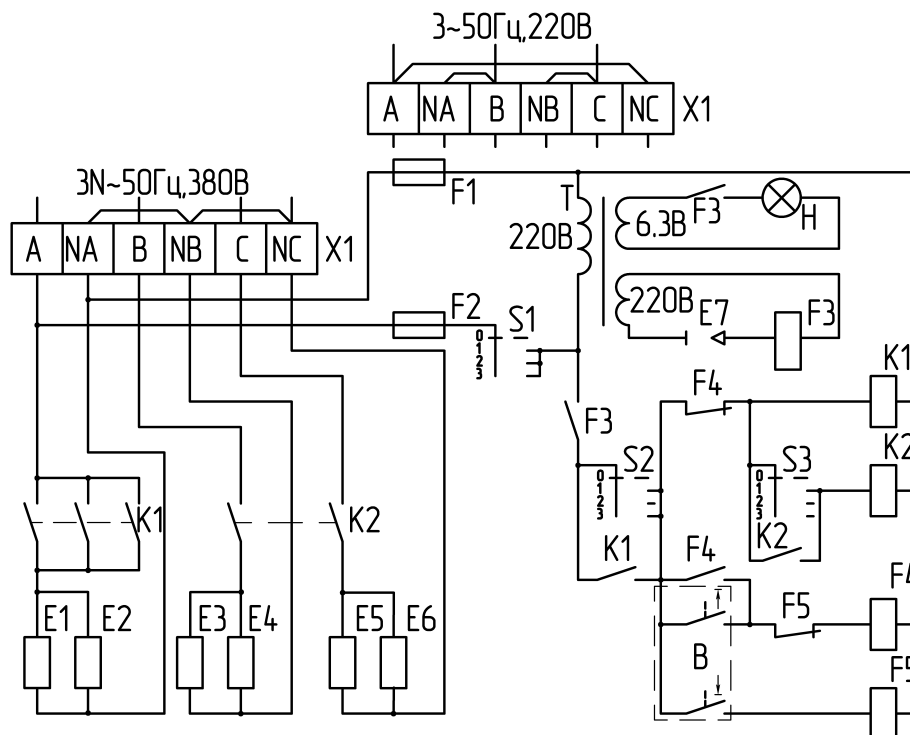 3~50Гц,220В
A NA B NB C NC X1
3N~50Гц,380В
A NA B NB C NC X1
F1
T
220В
6.3В
F3
H
220В
E7
F3
F2
S1
0
1
2
3
F4
K1
F3
K2
S2
0
1
2
3
S3
0
1
2
3
K1
K2
K1
F4
K2
F4
F5
E1 E2 E3 E4 E5 E6
В
F5